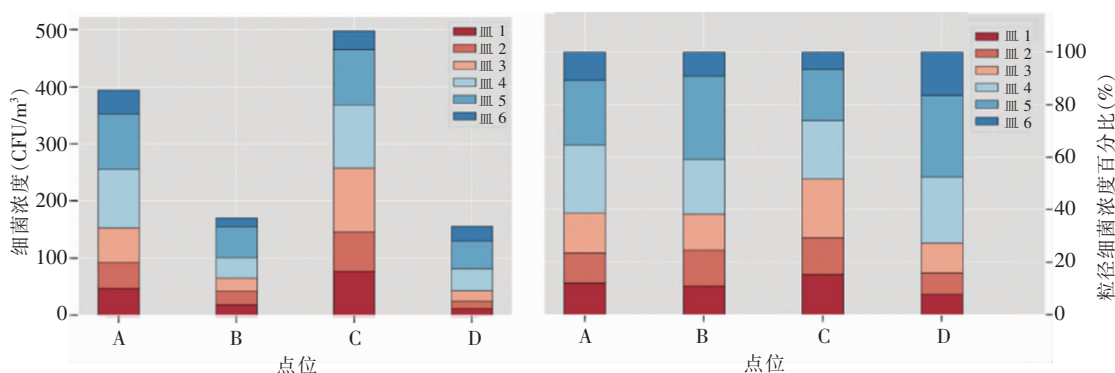 细菌浓度(CFU/m³)
500
400
300
200
100
0
皿 1
皿 2
皿 3
皿 4
皿 5
皿 6
A B C D
点位
皿 1
皿 2
皿 3
皿 4
皿 5
皿 6
A B C D
点位
100
80
60
40
20
0
粒径细菌浓度百分比(%)